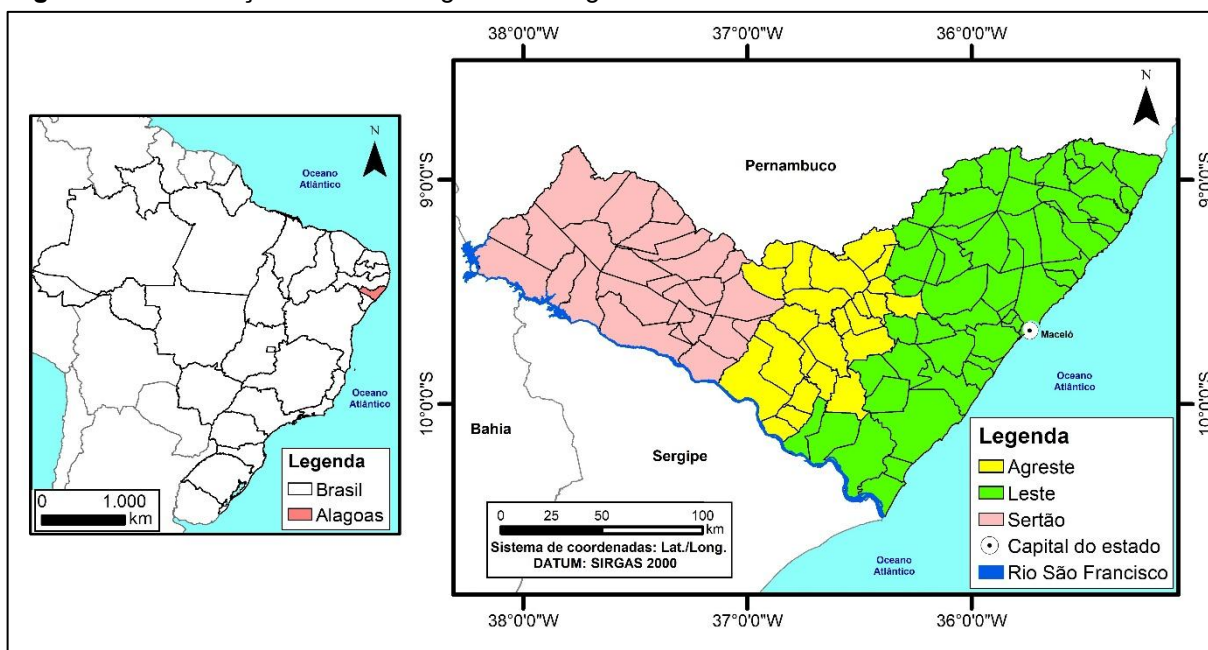 38°0'0"W 37°0'0"W 36°0'0"W
N
Oceano
Atlântico
Oceano
Atlântico
Legenda
Brasil
Alagoas
0 1.000
km
N
9°0'0"S
9°0'0"S
10°0'0"S
10°0'0"S
Pernambuco
Maceió
Oceano
Atlântico
Bahia
Sergipe
0 25 50 100
km
Sistema de coordenadas: Lat./Long.
DATUM: SIRGAS 2000
Oceano
Atlântico
Legenda
Agreste
Leste
Sertão
Capital do estado
Rio São Francisco
38°0'0"W 37°0'0"W 36°0'0"W